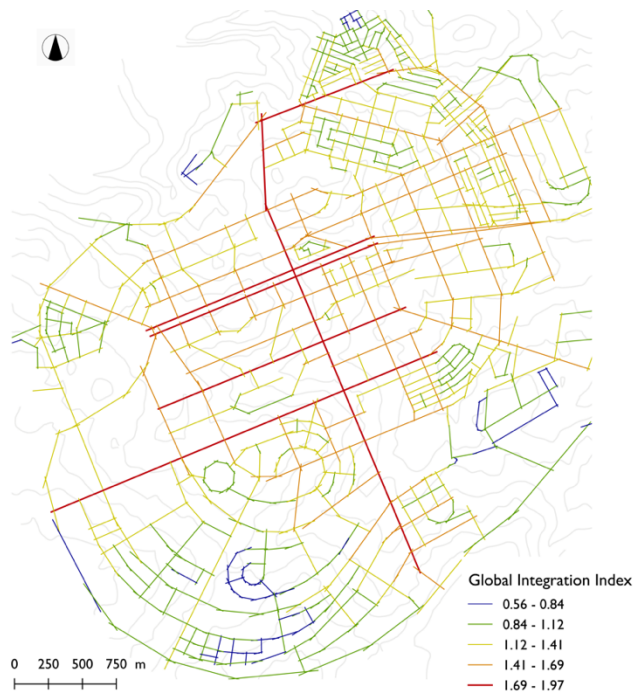 Global Integration Index
0.56 - 0.84
0.84 - 1.12
1.12 - 1.41
1.41 - 1.69
1.69 - 1.97
0 250 500 750 m